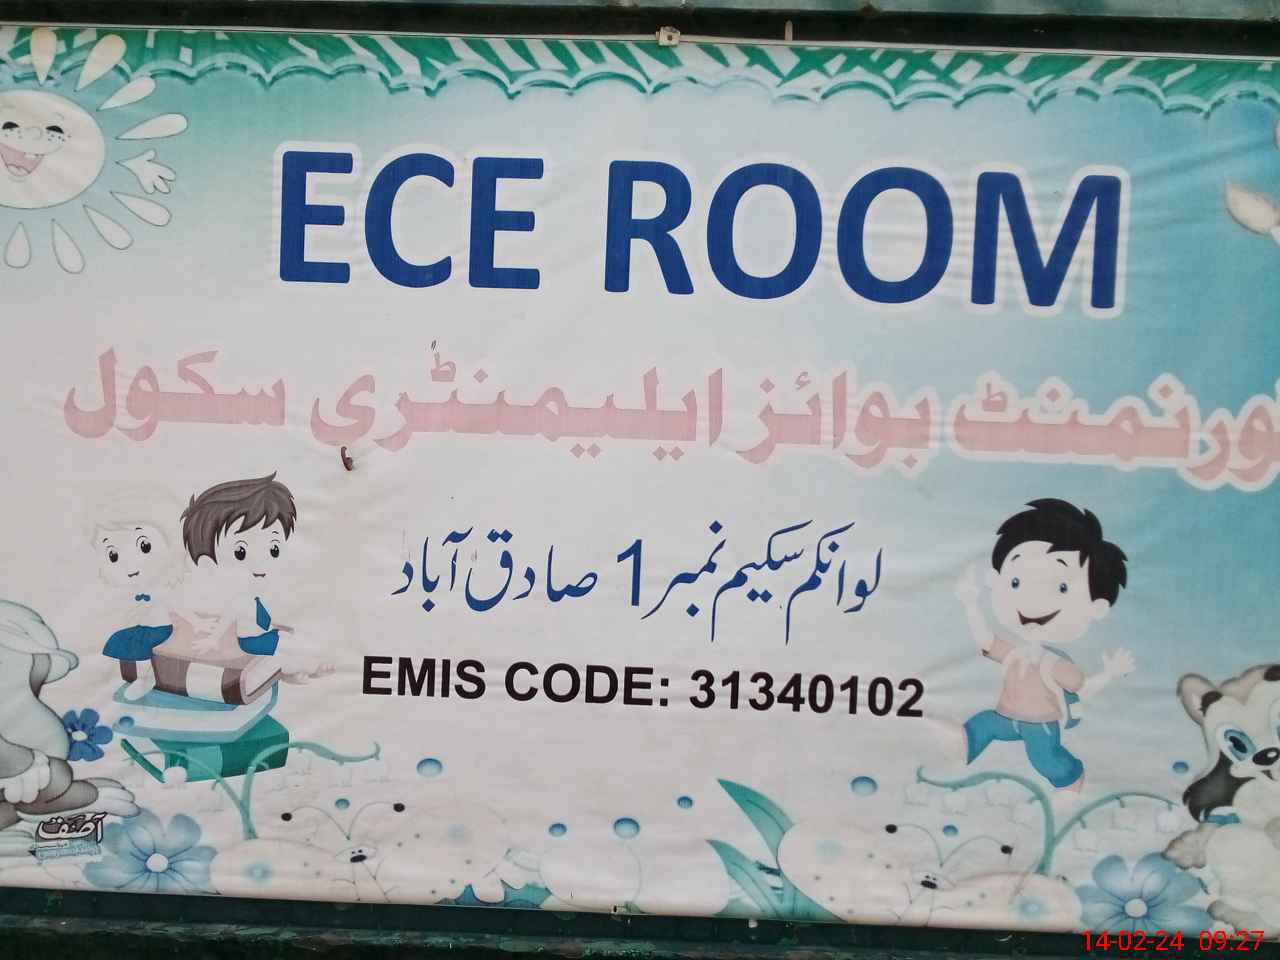 ECE ROOM
ورنمنٹ بوائز ایلیمنٹری سکول
لوانکم سکیم نمبر 1 صادق آباد
EMIS CODE: 31340102
14-02-24 09:27